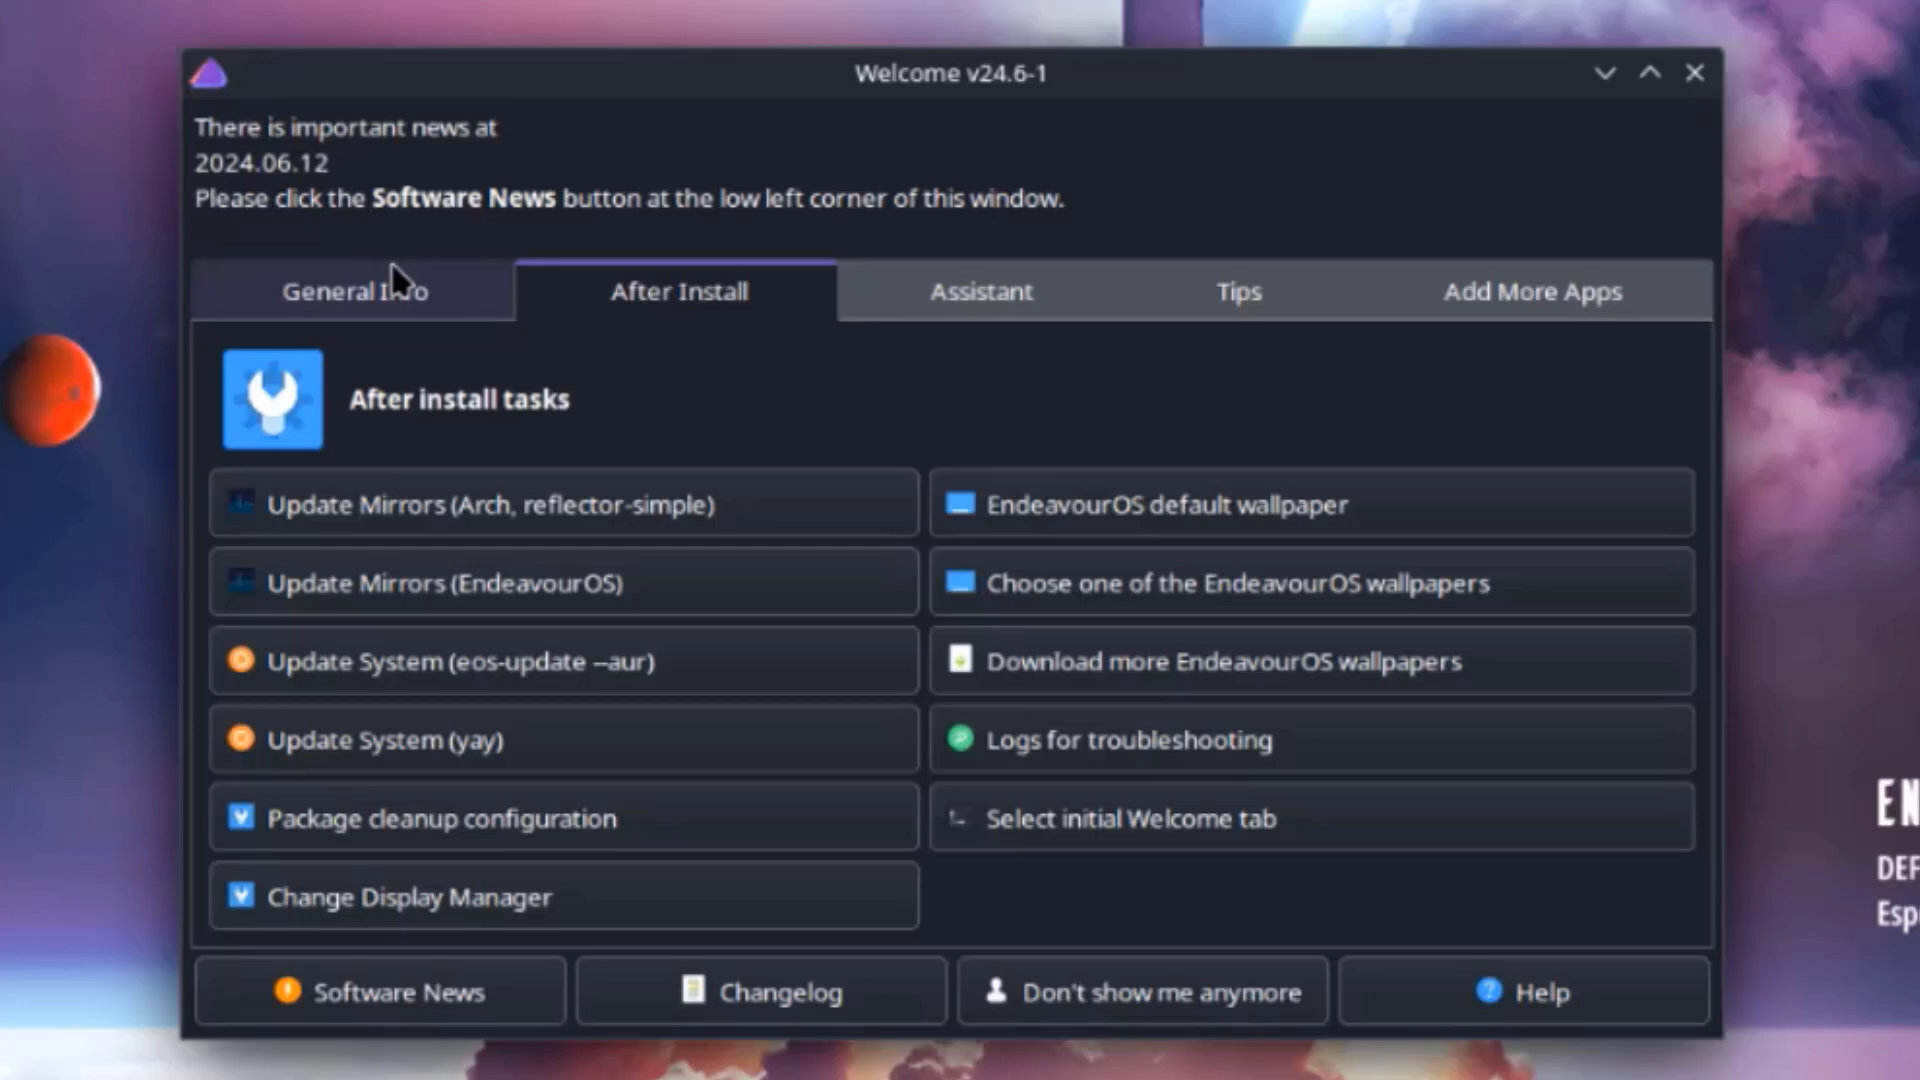 Welcome v24.6-1
There is important news at
2024.06.12
Please click the Software News button at the low left corner of this window.
General
After Install
Assistant
Tips
Add More Apps
After install tasks
Update Mirrors (Arch, reflector-simple)
EndeavourOS default wallpaper
Update Mirrors (EndeavourOS)
Choose one of the EndeavourOS wallpapers
Update System (eos-update --aur)
Download more EndeavourOS wallpapers
Update System (yay)
Logs for troubleshooting
Package cleanup configuration
Select initial Welcome tab
Change Display Manager
Software News
Changelog
Don't show me anymore
Help